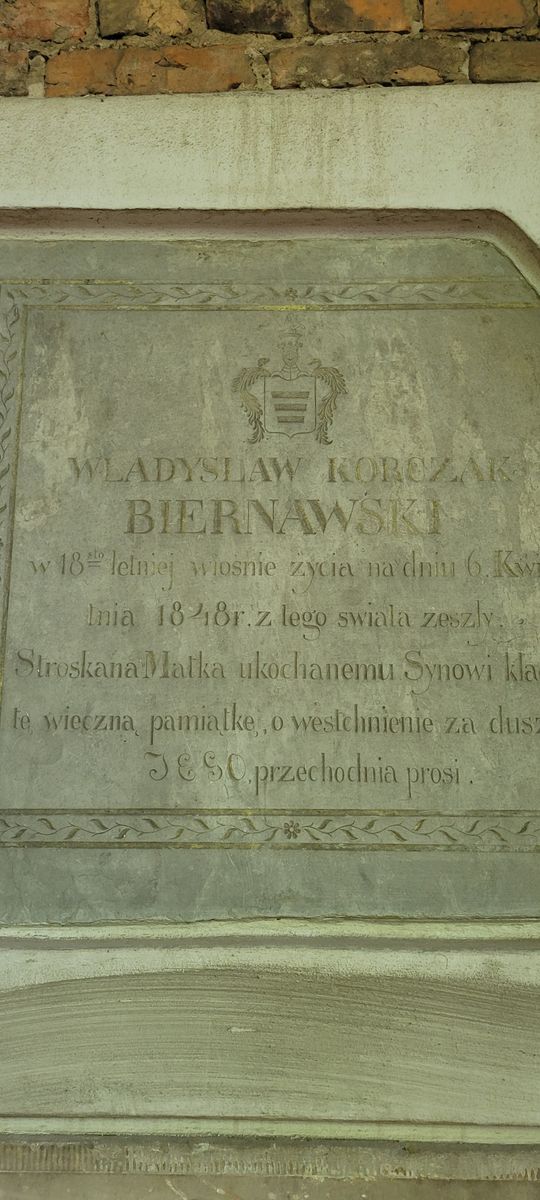 WŁADYSŁAW KORCZAK
BIERNAWSKI
w 18sto letniej wiosnie życia na dniu 6. Kwi
tnia 1848 r. z tego swiata zeszły.
Stroskana Matka ukochanemu Synowi kła
tę wieczną pamiątkę, o westchnienie za dusz
JEGO, przechodnia prosi.